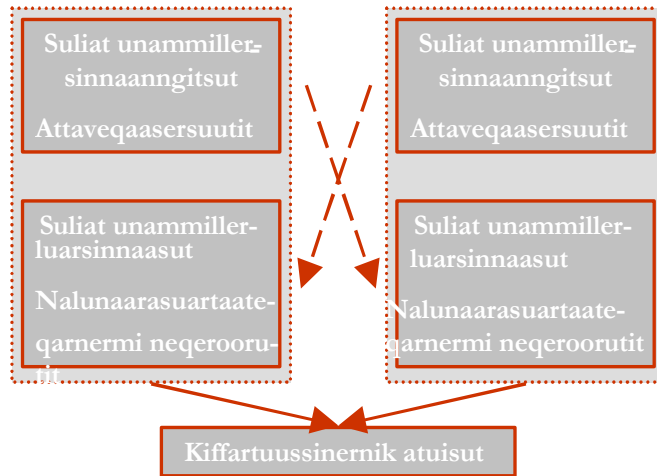 Suliat unammiller-
sinnaanngitsut
Attaveqaasersuutit
Suliat unammiller-
luarsinnaasut
Nalunaarasuartaate-
qarnermi neqerooru-
tit
Suliat unammiller-
sinnaanngitsut
Attaveqaasersuutit
Suliat unammiller-
luarsinnaasut
Nalunaarasuartaate-
qarnermi neqeroorutit
Kiffartuussinernik atuisut